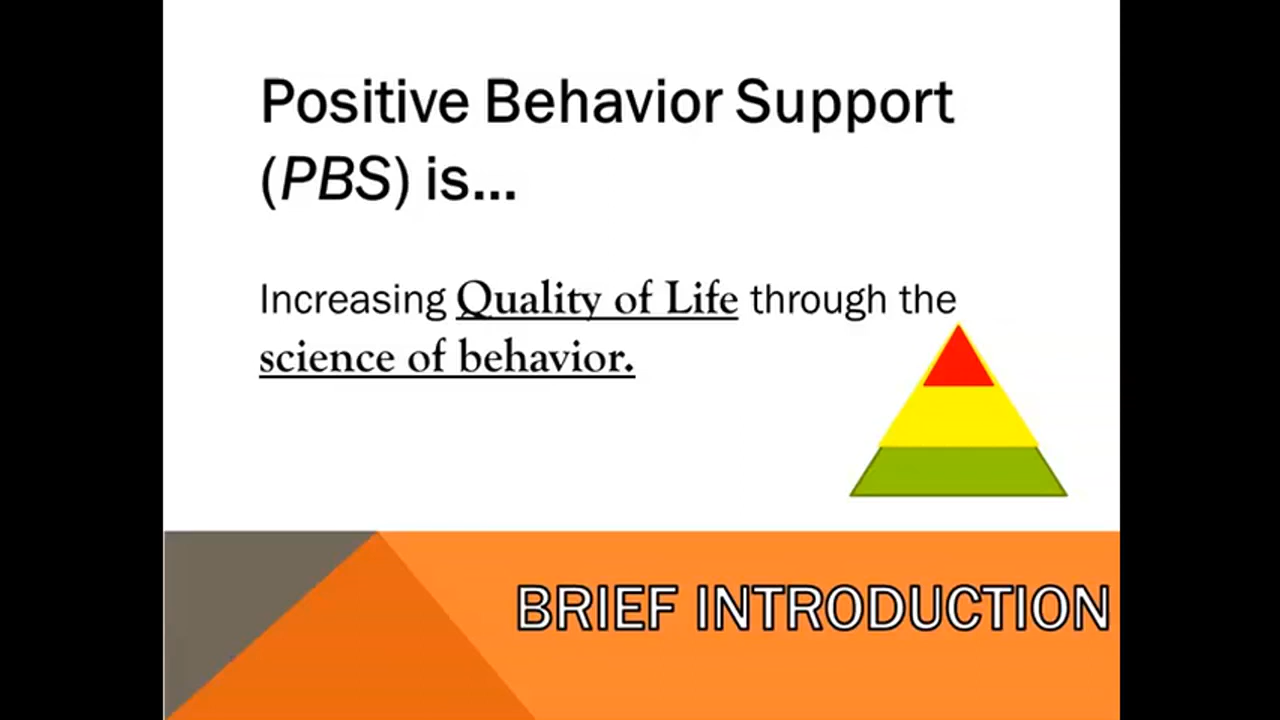 Positive Behavior Support
(PBS) is...
Increasing Quality of Life through the
science of behavior.
BRIEF INTRODUCTION